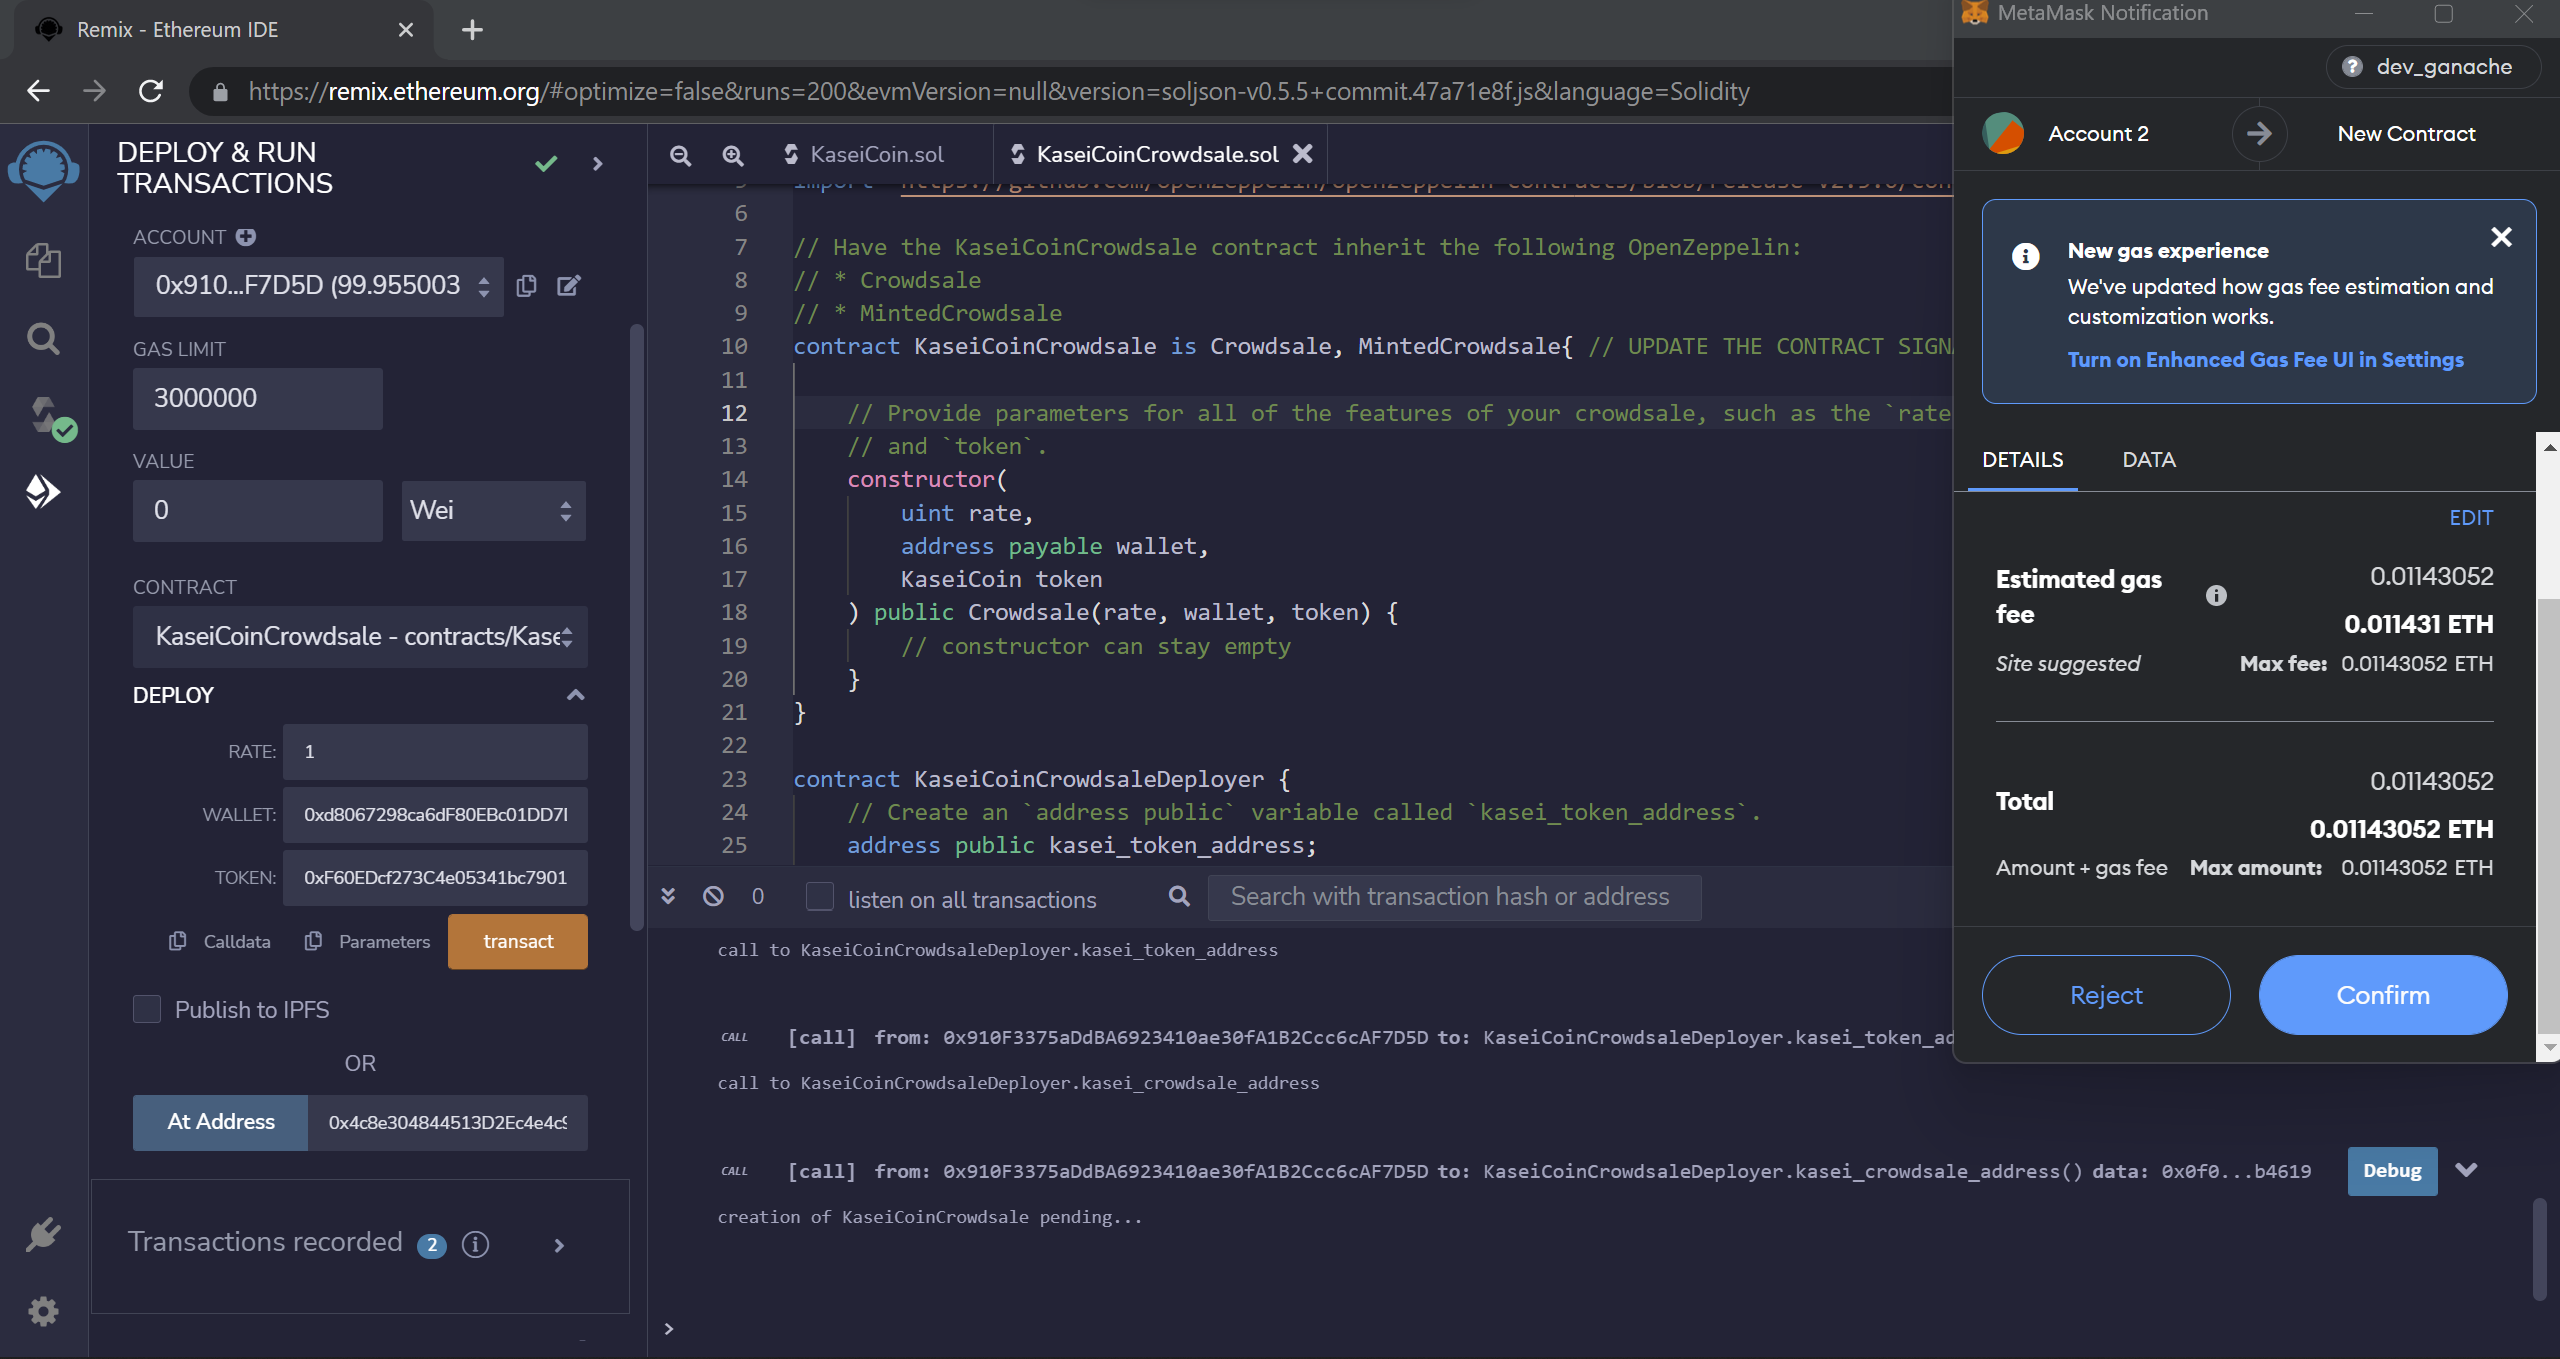 Remix - Ethereum IDE
https://remix.ethereum.org/#optimize=false&runs=200&evmVersion=null&version=soljson-v0.5.5+commit.47a71e8f.js&language=Solidity
DEPLOY & RUN
TRANSACTIONS
ACCOUNT
0x910...F7D5D (99.955003
GAS LIMIT
3000000
VALUE
0
Wei
CONTRACT
KaseiCoinCrowdsale - contracts/Kase
DEPLOY
RATE:
1
WALLET:
0xd8067298ca6dF80EBc01DD7
TOKEN:
0xF60EDcf273C4e05341bc7901
Calldata
Parameters
transact
Publish to IPFS
OR
At Address
0x4c8e304844513D2Ec4e4c9
Transactions recorded 2
KaseiCoin.sol
KaseiCoinCrowdsale.sol
6
7 // Have the KaseiCoinCrowdsale contract inherit the following OpenZeppelin:
8 // * Crowdsale
9 // * MintedCrowdsale
10 contract KaseiCoinCrowdsale is Crowdsale, MintedCrowdsale{ // UPDATE THE CONTRACT SIGN
11
12 // Provide parameters for all of the features of your crowdsale, such as the `rate
13 // and `token`.
14 constructor(
15 uint rate,
16 address payable wallet,
17 KaseiCoin token
18 ) public Crowdsale(rate, wallet, token) {
19 // constructor can stay empty
20 }
21 }
22
23 contract KaseiCoinCrowdsaleDeployer {
24 // Create an `address public` variable called `kasei_token_address`.
25 address public kasei_token_address;
0
listen on all transactions
Search with transaction hash or address
call to KaseiCoinCrowdsaleDeployer.kasei_token_address
CALL [call] from: 0x910F3375aDdBA6923410ae30fA1B2Ccc6cAF7D5D to: KaseiCoinCrowdsaleDeployer.kasei_token_ad
call to KaseiCoinCrowdsaleDeployer.kasei_crowdsale_address
CALL [call] from: 0x910F3375aDdBA6923410ae30fA1B2Ccc6cAF7D5D to: KaseiCoinCrowdsaleDeployer.kasei_crowdsale_address() data: 0x0f0...b4619
Debug
creation of KaseiCoinCrowdsale pending...
>
MetaMask Notification
dev_ganache
Account 2
New Contract
New gas experience
We've updated how gas fee estimation and
customization works.
Turn on Enhanced Gas Fee UI in Settings
DETAILS
DATA
EDIT
Estimated gas
fee
0.01143052
0.011431 ETH
Site suggested
Max fee: 0.01143052 ETH
Total
0.01143052
0.01143052 ETH
Amount + gas fee
Max amount: 0.01143052 ETH
Reject
Confirm